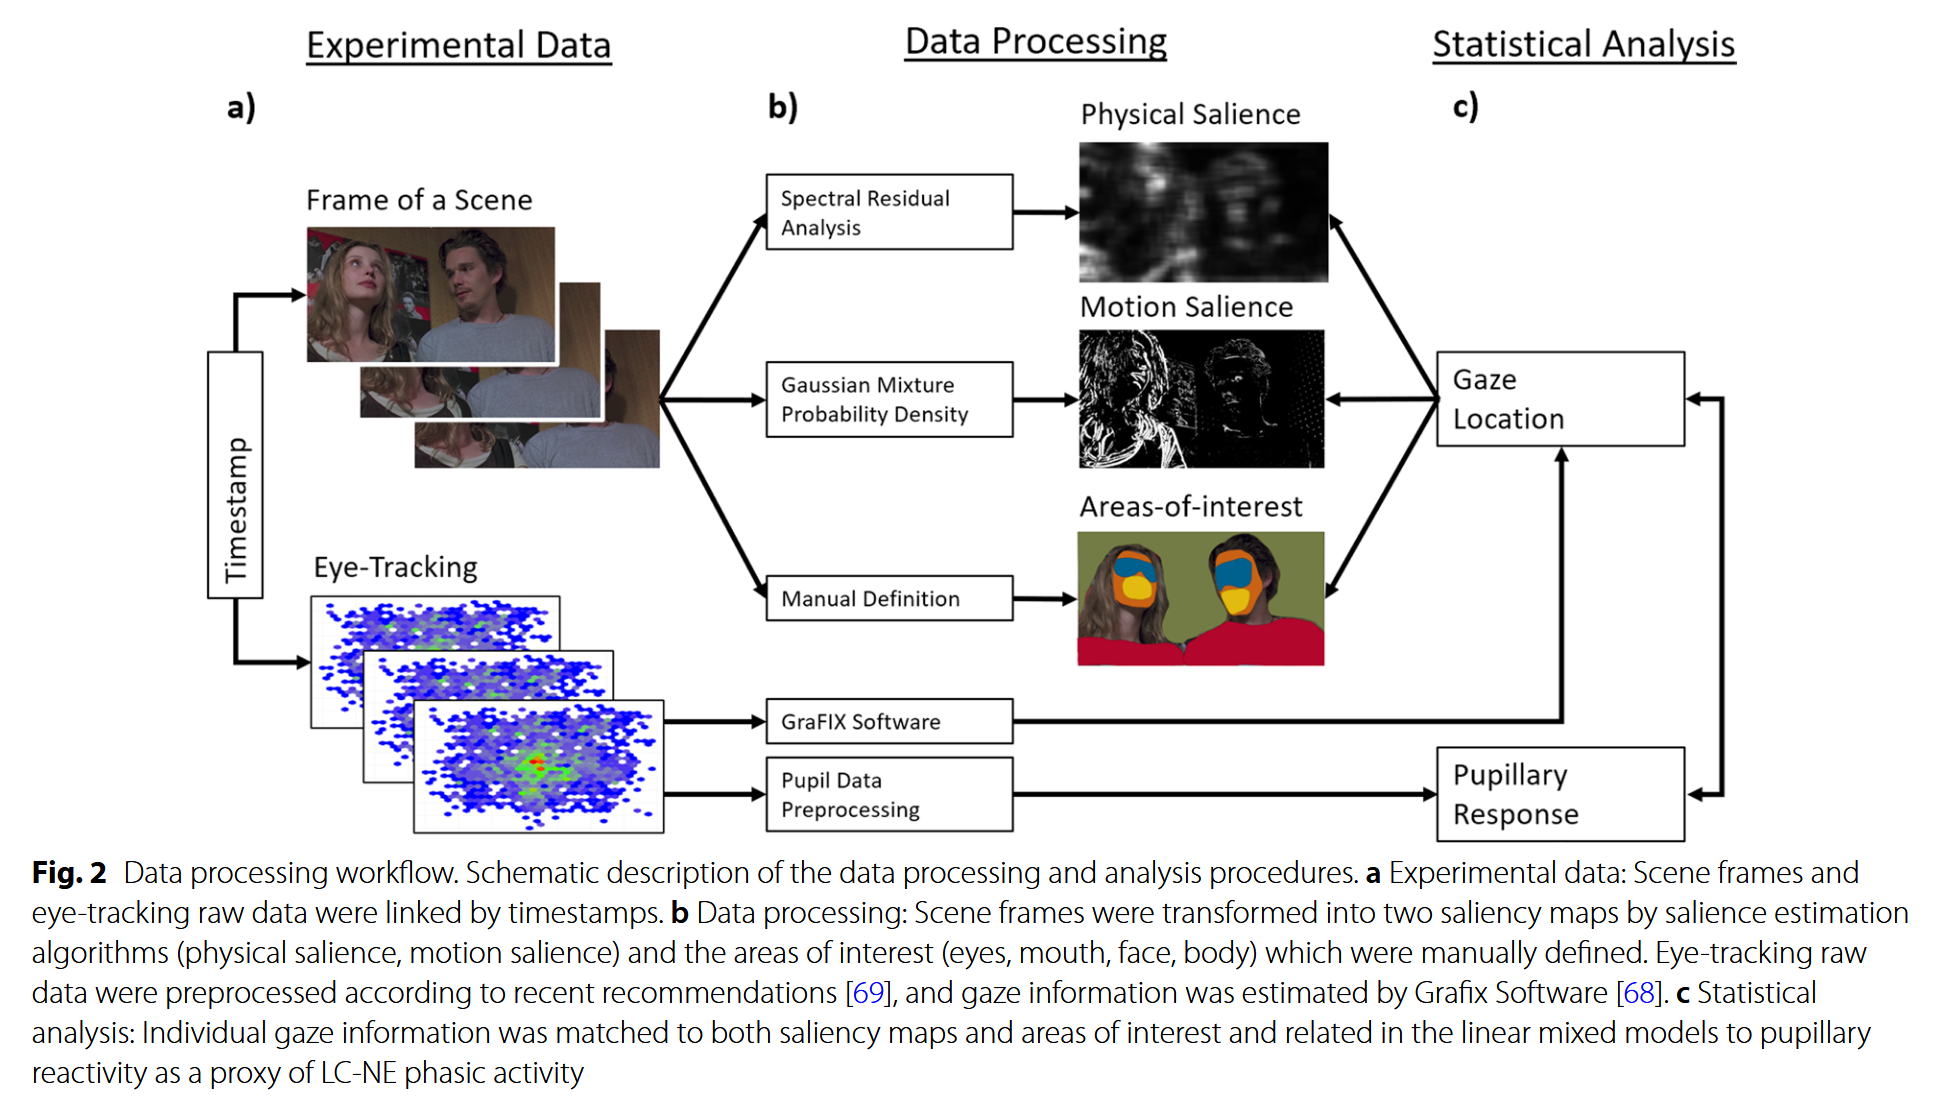 Experimental Data
Data Processing
Statistical Analysis
a)
b)
c)
Frame of a Scene
Timestamp
Eye-Tracking
Spectral Residual
Analysis
Gaussian Mixture
Probability Density
Manual Definition
GraFIX Software
Pupil Data
Preprocessing
Physical Salience
Motion Salience
Areas-of-interest
Gaze
Location
Pupillary
Response
Fig. 2 Data processing workflow. Schematic description of the data processing and analysis procedures. a Experimental data: Scene frames and
eye-tracking raw data were linked by timestamps. b Data processing: Scene frames were transformed into two saliency maps by salience estimation
algorithms (physical salience, motion salience) and the areas of interest (eyes, mouth, face, body) which were manually defined. Eye-tracking raw
data were preprocessed according to recent recommendations [69], and gaze information was estimated by Grafix Software [68]. c Statistical
analysis: Individual gaze information was matched to both saliency maps and areas of interest and related in the linear mixed models to pupillary
reactivity as a proxy of LC-NE phasic activity